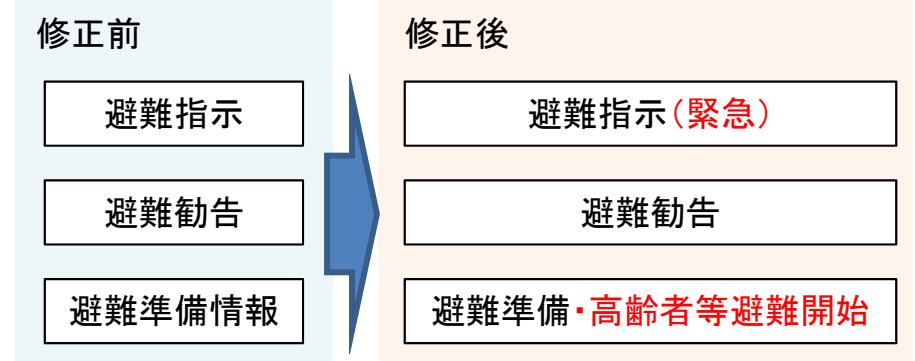 修正前
避難指示
避難勧告
避難準備情報
修正後
避難指示(緊急)
避難勧告
避難準備・高齢者等避難開始